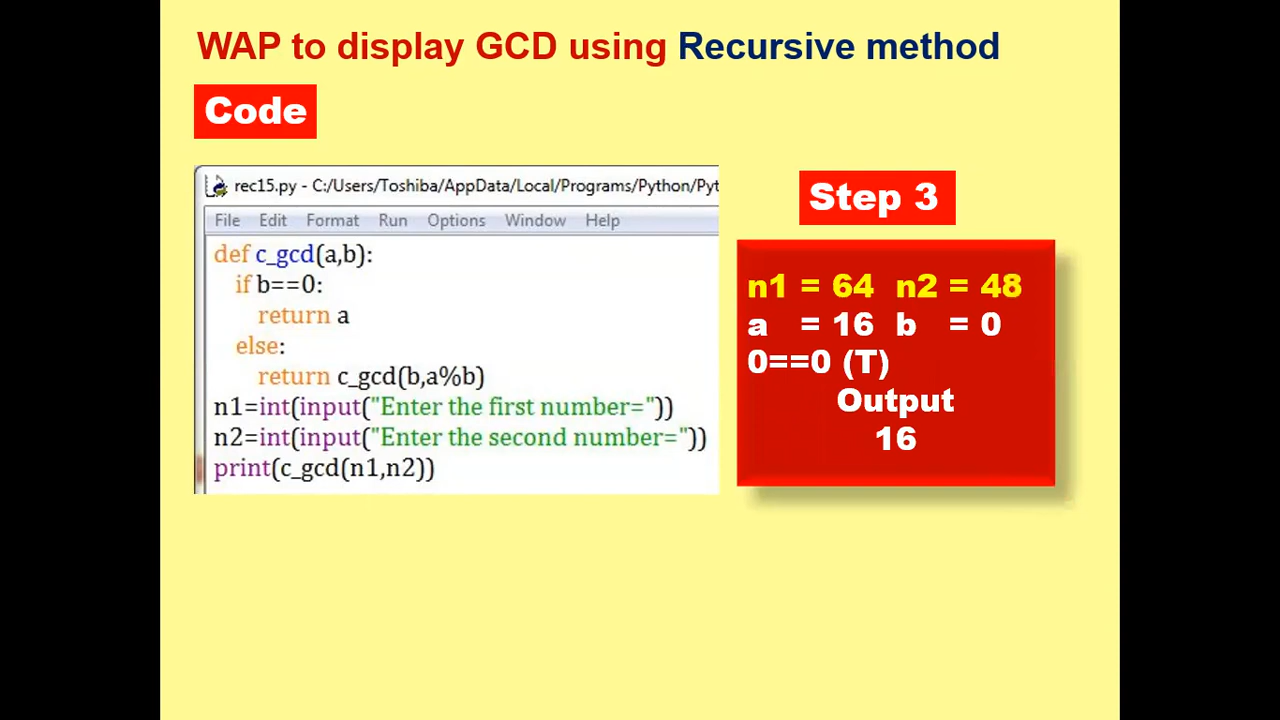 WAP to display GCD using Recursive method
Code
rec15.py - C:/Users/Toshiba/AppData/Local/Programs/Python/Pyt
File Edit Format Run Options Window Help
def c_gcd(a,b):
if b==0:
return a
else:
return c_gcd(b,a%b)
n1=int(input("Enter the first number="))
n2=int(input("Enter the second number="))
print(c_gcd(n1,n2))
Step 3
n1 = 64 n2 = 48
a = 16 b = 0
0==0 (T)
Output
16